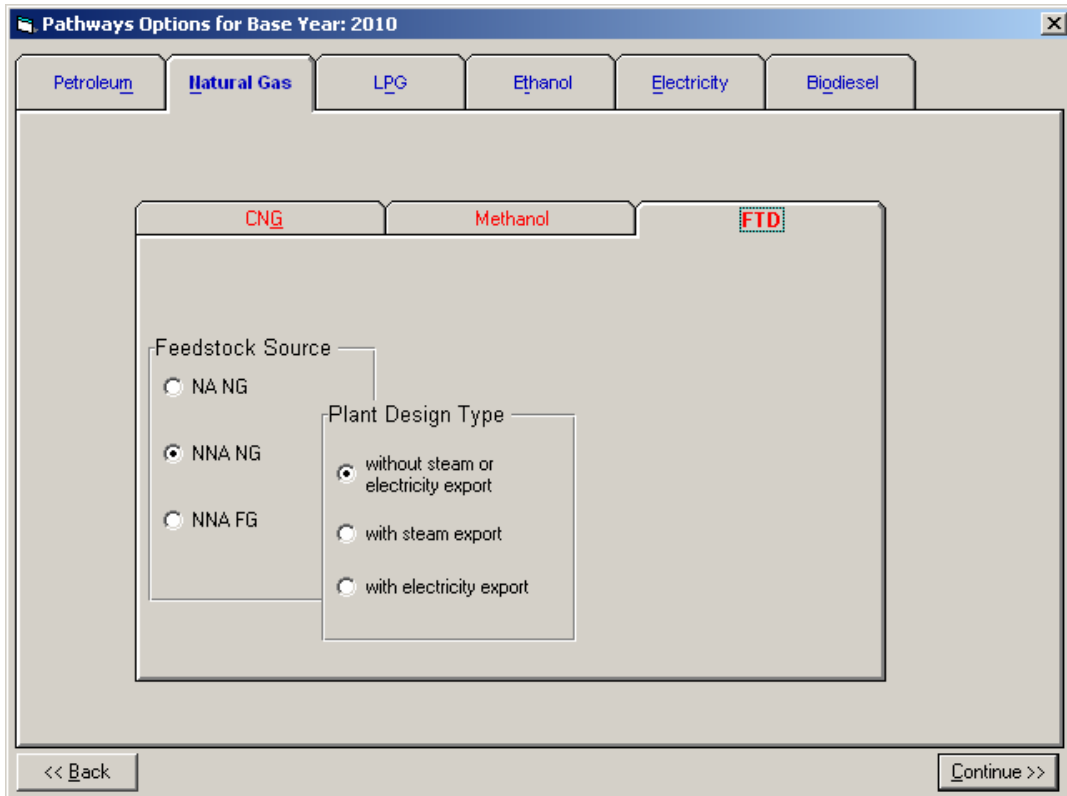 Pathways Options for Base Year: 2010
Petroleum
Natural Gas
LPG
Ethanol
Electricity
Biodiesel
CNG
Methanol
FTD
Feedstock Source
NA NG
NNA NG
NNA FG
Plant Design Type
without steam or
electricity export
with steam export
with electricity export
<< Back
Continue >>